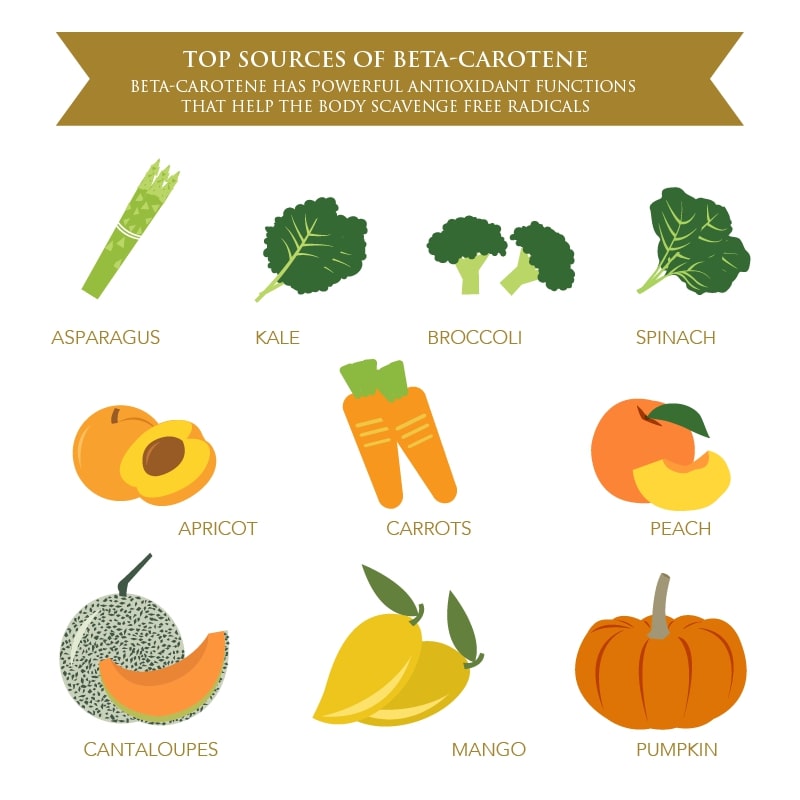 TOP SOURCES OF BETA-CAROTENE
BETA-CAROTENE HAS POWERFUL ANTIOXIDANT FUNCTIONS
THAT HELP THE BODY SCAVENGE FREE RADICALS
ASPARAGUS
KALE
BROCCOLI
SPINACH
APRICOT
CARROTS
PEACH
CANTALOUPES
MANGO
PUMPKIN